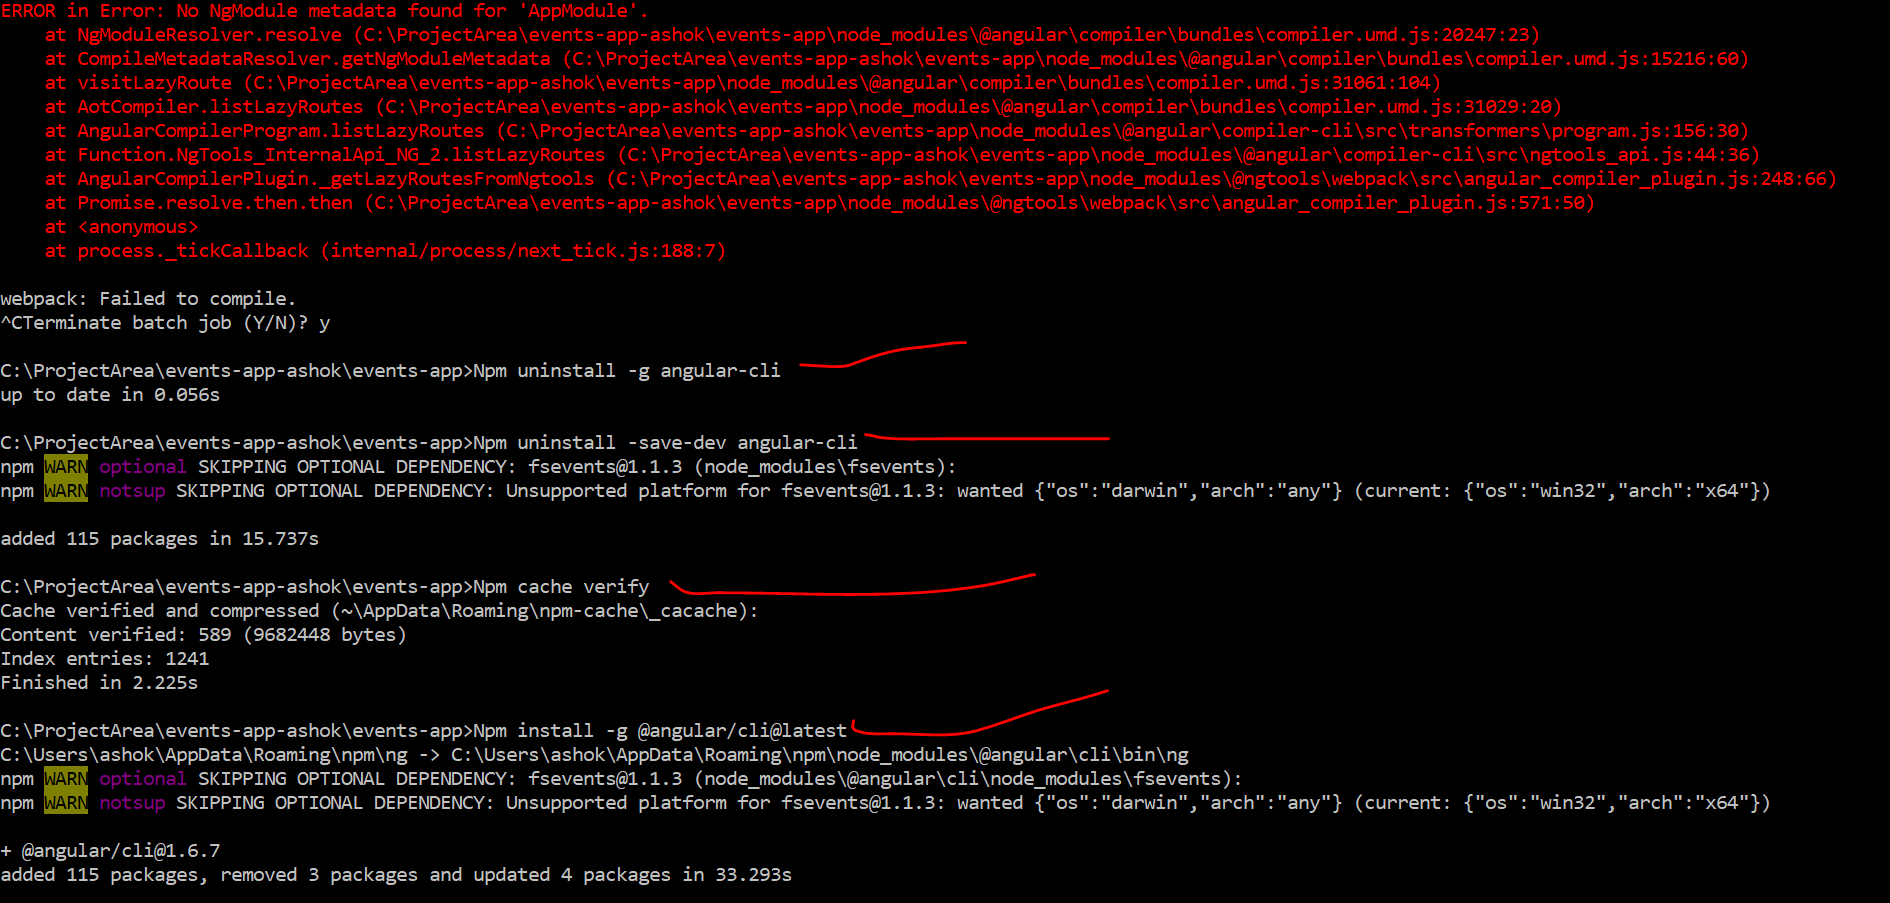 ERROR in Error: No NgModule metadata found for 'AppModule'.
    at NgModuleResolver.resolve (C:\ProjectArea\events-app-ashok\events-app\node_modules\@angular\compiler\bundles\compiler.umd.js:20247:23)
    at CompileMetadataResolver.getNgModuleMetadata (C:\ProjectArea\events-app-ashok\events-app\node_modules\@angular\compiler\bundles\compiler.umd.js:15216:60)
    at visitLazyRoute (C:\ProjectArea\events-app-ashok\events-app\node_modules\@angular\compiler\bundles\compiler.umd.js:31061:104)
    at AotCompiler.listLazyRoutes (C:\ProjectArea\events-app-ashok\events-app\node_modules\@angular\compiler\bundles\compiler.umd.js:31029:20)
    at AngularCompilerProgram.listLazyRoutes (C:\ProjectArea\events-app-ashok\events-app\node_modules\@angular\compiler-cli\src\transformers\program.js:156:30)
    at Function.NgTools_InternalApi_NG_2.listLazyRoutes (C:\ProjectArea\events-app-ashok\events-app\node_modules\@angular\compiler-cli\src\ngtools_api.js:44:36)
    at AngularCompilerPlugin._getLazyRoutesFromNgtools (C:\ProjectArea\events-app-ashok\events-app\node_modules\@ngtools\webpack\src\angular_compiler_plugin.js:248:66)
    at Promise.resolve.then.then (C:\ProjectArea\events-app-ashok\events-app\node_modules\@ngtools\webpack\src\angular_compiler_plugin.js:571:50)
    at <anonymous>
    at process._tickCallback (internal/process/next_tick.js:188:7)
webpack: Failed to compile.
^CTerminate batch job (Y/N)? y
C:\ProjectArea\events-app-ashok\events-app>Npm uninstall -g angular-cli
up to date in 0.056s
C:\ProjectArea\events-app-ashok\events-app>Npm uninstall -save-dev angular-cli
npm WARN optional SKIPPING OPTIONAL DEPENDENCY: fsevents@1.1.3 (node_modules\fsevents):
npm WARN notsup SKIPPING OPTIONAL DEPENDENCY: Unsupported platform for fsevents@1.1.3: wanted {"os":"darwin","arch":"any"} (current: {"os":"win32","arch":"x64"})
added 115 packages in 15.737s
C:\ProjectArea\events-app-ashok\events-app>Npm cache verify
Cache verified and compressed (~\AppData\Roaming\npm-cache\_cacache):
Content verified: 589 (9682448 bytes)
Index entries: 1241
Finished in 2.225s
C:\ProjectArea\events-app-ashok\events-app>Npm install -g @angular/cli@latest
C:\Users\ashok\AppData\Roaming\npm\ng -> C:\Users\ashok\AppData\Roaming\npm\node_modules\@angular\cli\bin\ng
npm WARN optional SKIPPING OPTIONAL DEPENDENCY: fsevents@1.1.3 (node_modules\@angular\cli\node_modules\fsevents):
npm WARN notsup SKIPPING OPTIONAL DEPENDENCY: Unsupported platform for fsevents@1.1.3: wanted {"os":"darwin","arch":"any"} (current: {"os":"win32","arch":"x64"})
+ @angular/cli@1.6.7
added 115 packages, removed 3 packages and updated 4 packages in 33.293s